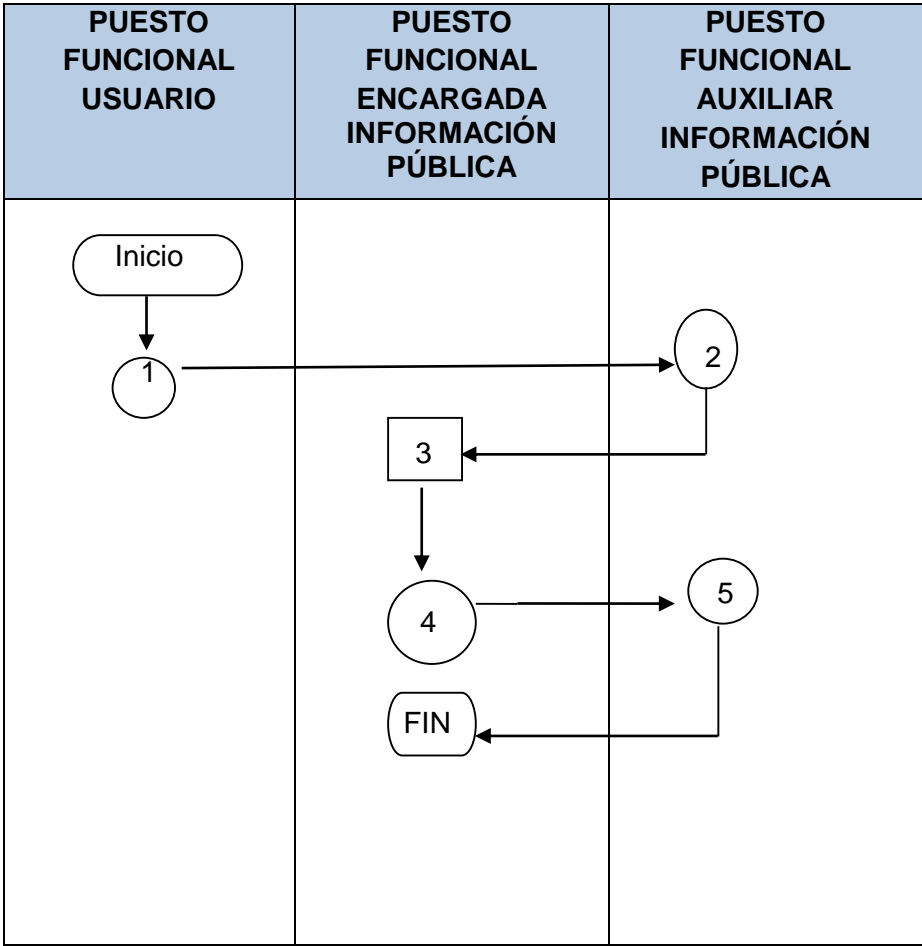 PUESTO
FUNCIONAL
USUARIO
PUESTO
FUNCIONAL
ENCARGADA
INFORMACIÓN
PÚBLICA
PUESTO
FUNCIONAL
AUXILIAR
INFORMACIÓN
PÚBLICA
Inicio
1
2
3
4
5
FIN